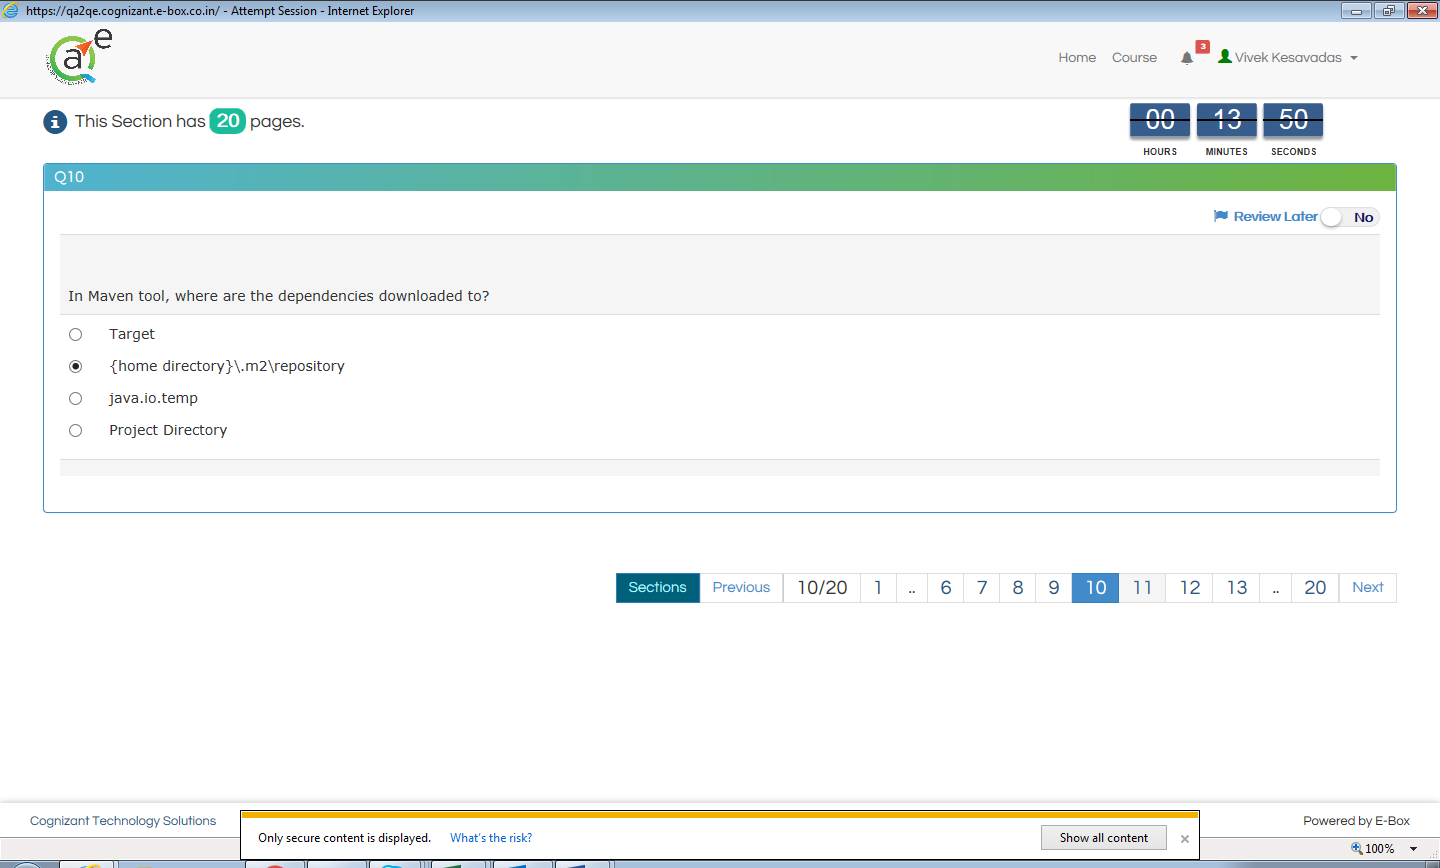 https://qa2qe.cognizant.e-box.co.in/ - Attempt Session - Internet Explorer
a e
Home Course 3 Vivek Kesavadas
i This Section has 20 pages.
00 13 50
HOURS MINUTES SECONDS
Q10
Review Later No
In Maven tool, where are the dependencies downloaded to?
Target
{home directory}\.m2\repository
java.io.temp
Project Directory
Sections Previous 10/20 1 .. 6 7 8 9 10 11 12 13 .. 20 Next
Cognizant Technology Solutions
Powered by E-Box
Only secure content is displayed. What's the risk? Show all content ×
100%